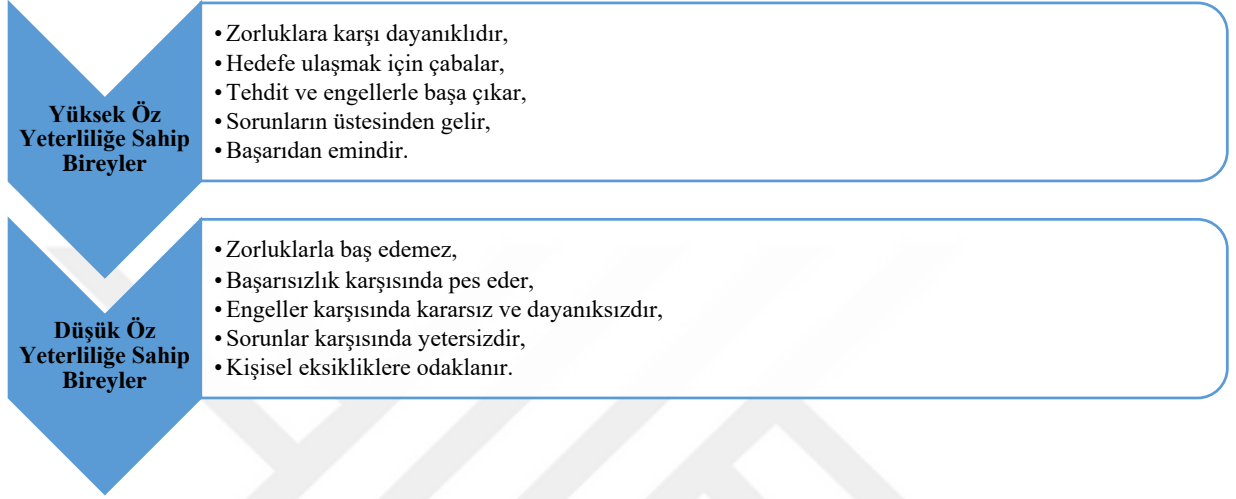 Yüksek Öz
Yeterliliğe Sahip
Bireyler
• Zorluklara karşı dayanıklıdır,
• Hedefe ulaşmak için çabalar,
• Tehdit ve engellerle başa çıkar,
• Sorunların üstesinden gelir,
• Başarıdan emindir.
Düşük Öz
Yeterliliğe Sahip
Bireyler
• Zorluklarla baş edemez,
• Başarısızlık karşısında pes eder,
• Engeller karşısında kararsız ve dayanıksızdır,
• Sorunlar karşısında yetersizdir,
• Kişisel eksikliklere odaklanır.